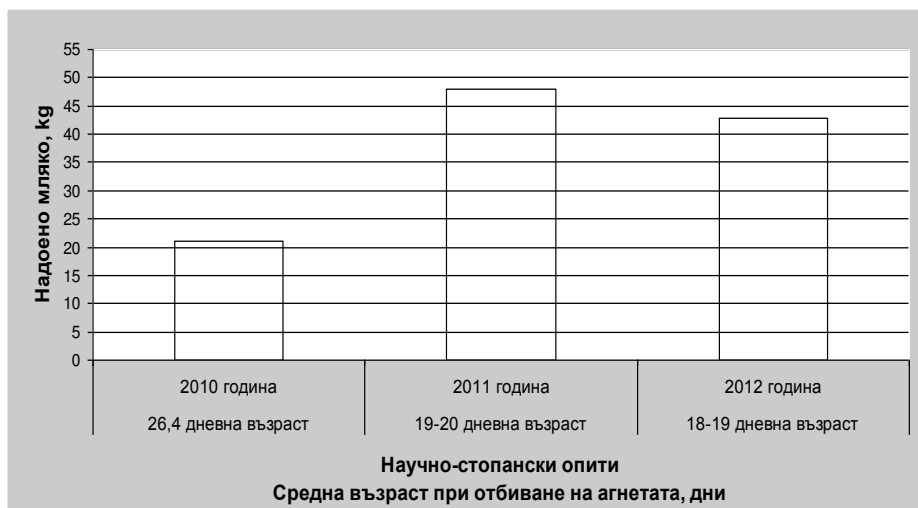 Надоено мляко, kg
55
50
45
40
35
30
25
20
15
10
5
0
2010 година
2011 година
2012 година
26,4 дневна възраст
19-20 дневна възраст
18-19 дневна възраст
Научно-стопански опити
Средна възраст при отбиване на агнетата, дни